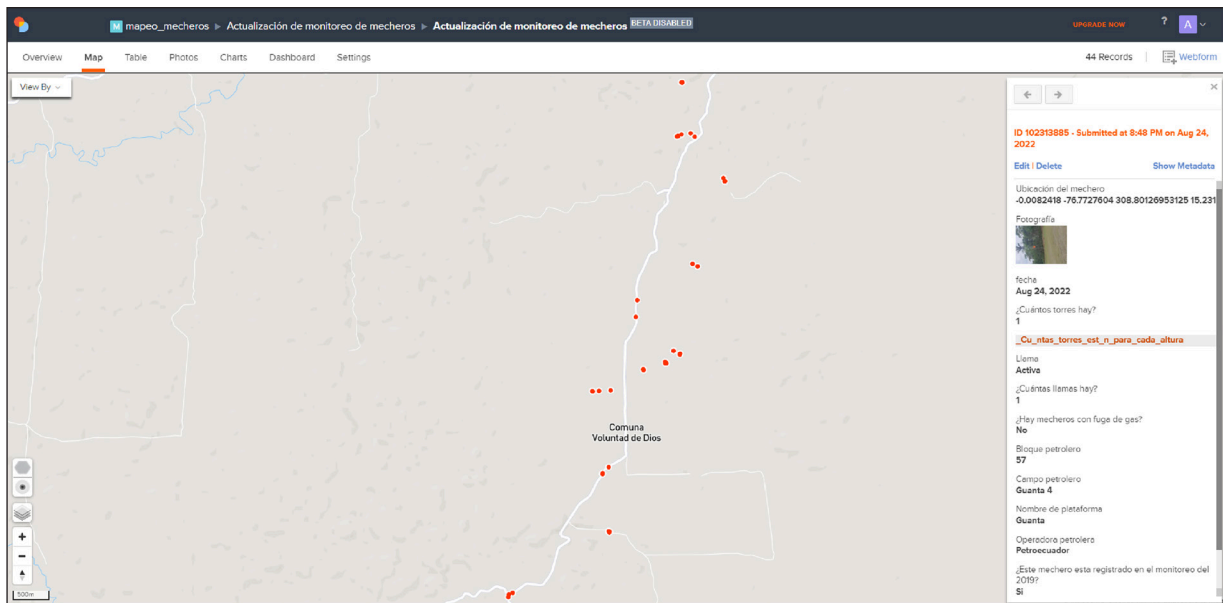 M mapeo_mecheros ▶ Actualización de monitoreo de mecheros ▶ Actualización de monitoreo de mecheros BETA DISABLED
UPGRADE NOW
?
A
Overview Map Table Photos Charts Dashboard Settings
44 Records
Webform
View By
Comuna
Voluntad de Dios
500m
ID 102313885 - Submitted at 8:48 PM on Aug 24,
2022
Edit | Delete
Show Metadata
Ubicación del mechero
-0.0082418 -76.7727604 308.80126953125 15.231
Fotografía
fecha
Aug 24, 2022
¿Cuántos torres hay?
1
_Cu_ntas_torres_est_n_para_cada_altura
Llama
Activa
¿Cuántas llamas hay?
1
¿Hay mecheros con fuga de gas?
No
Bloque petrolero
57
Campo petrolero
Guanta 4
Nombre de plataforma
Guanta
Operadora petrolera
Petroecuador
¿Este mechero esta registrado en el monitoreo del
2019?
Si